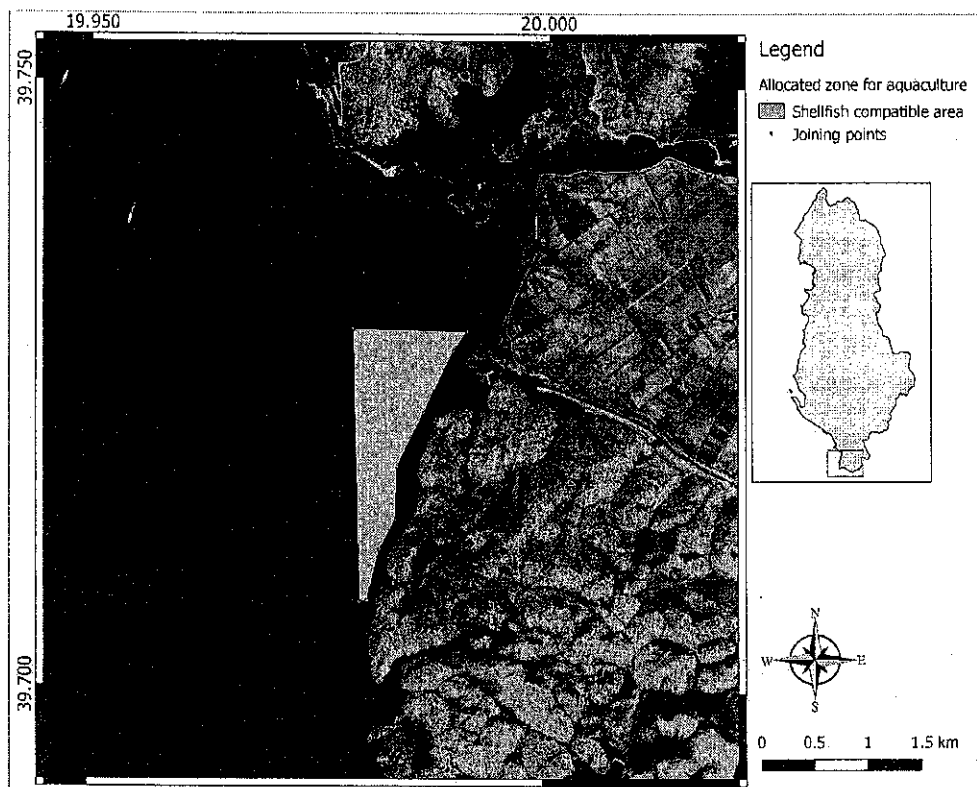 19.950 20.000
39.750
39.700
Legend
Allocated zone for aquaculture
Shellfish compatible area
Joining points
N
W E
S
0 0.5 1 1.5 km